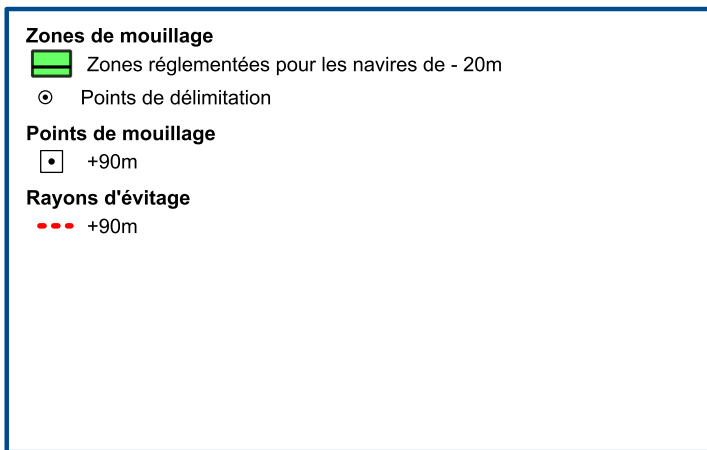 Zones de mouillage
Zones réglementées pour les navires de - 20m
Points de délimitation
Points de mouillage
+90m
Rayons d'évitage
+90m